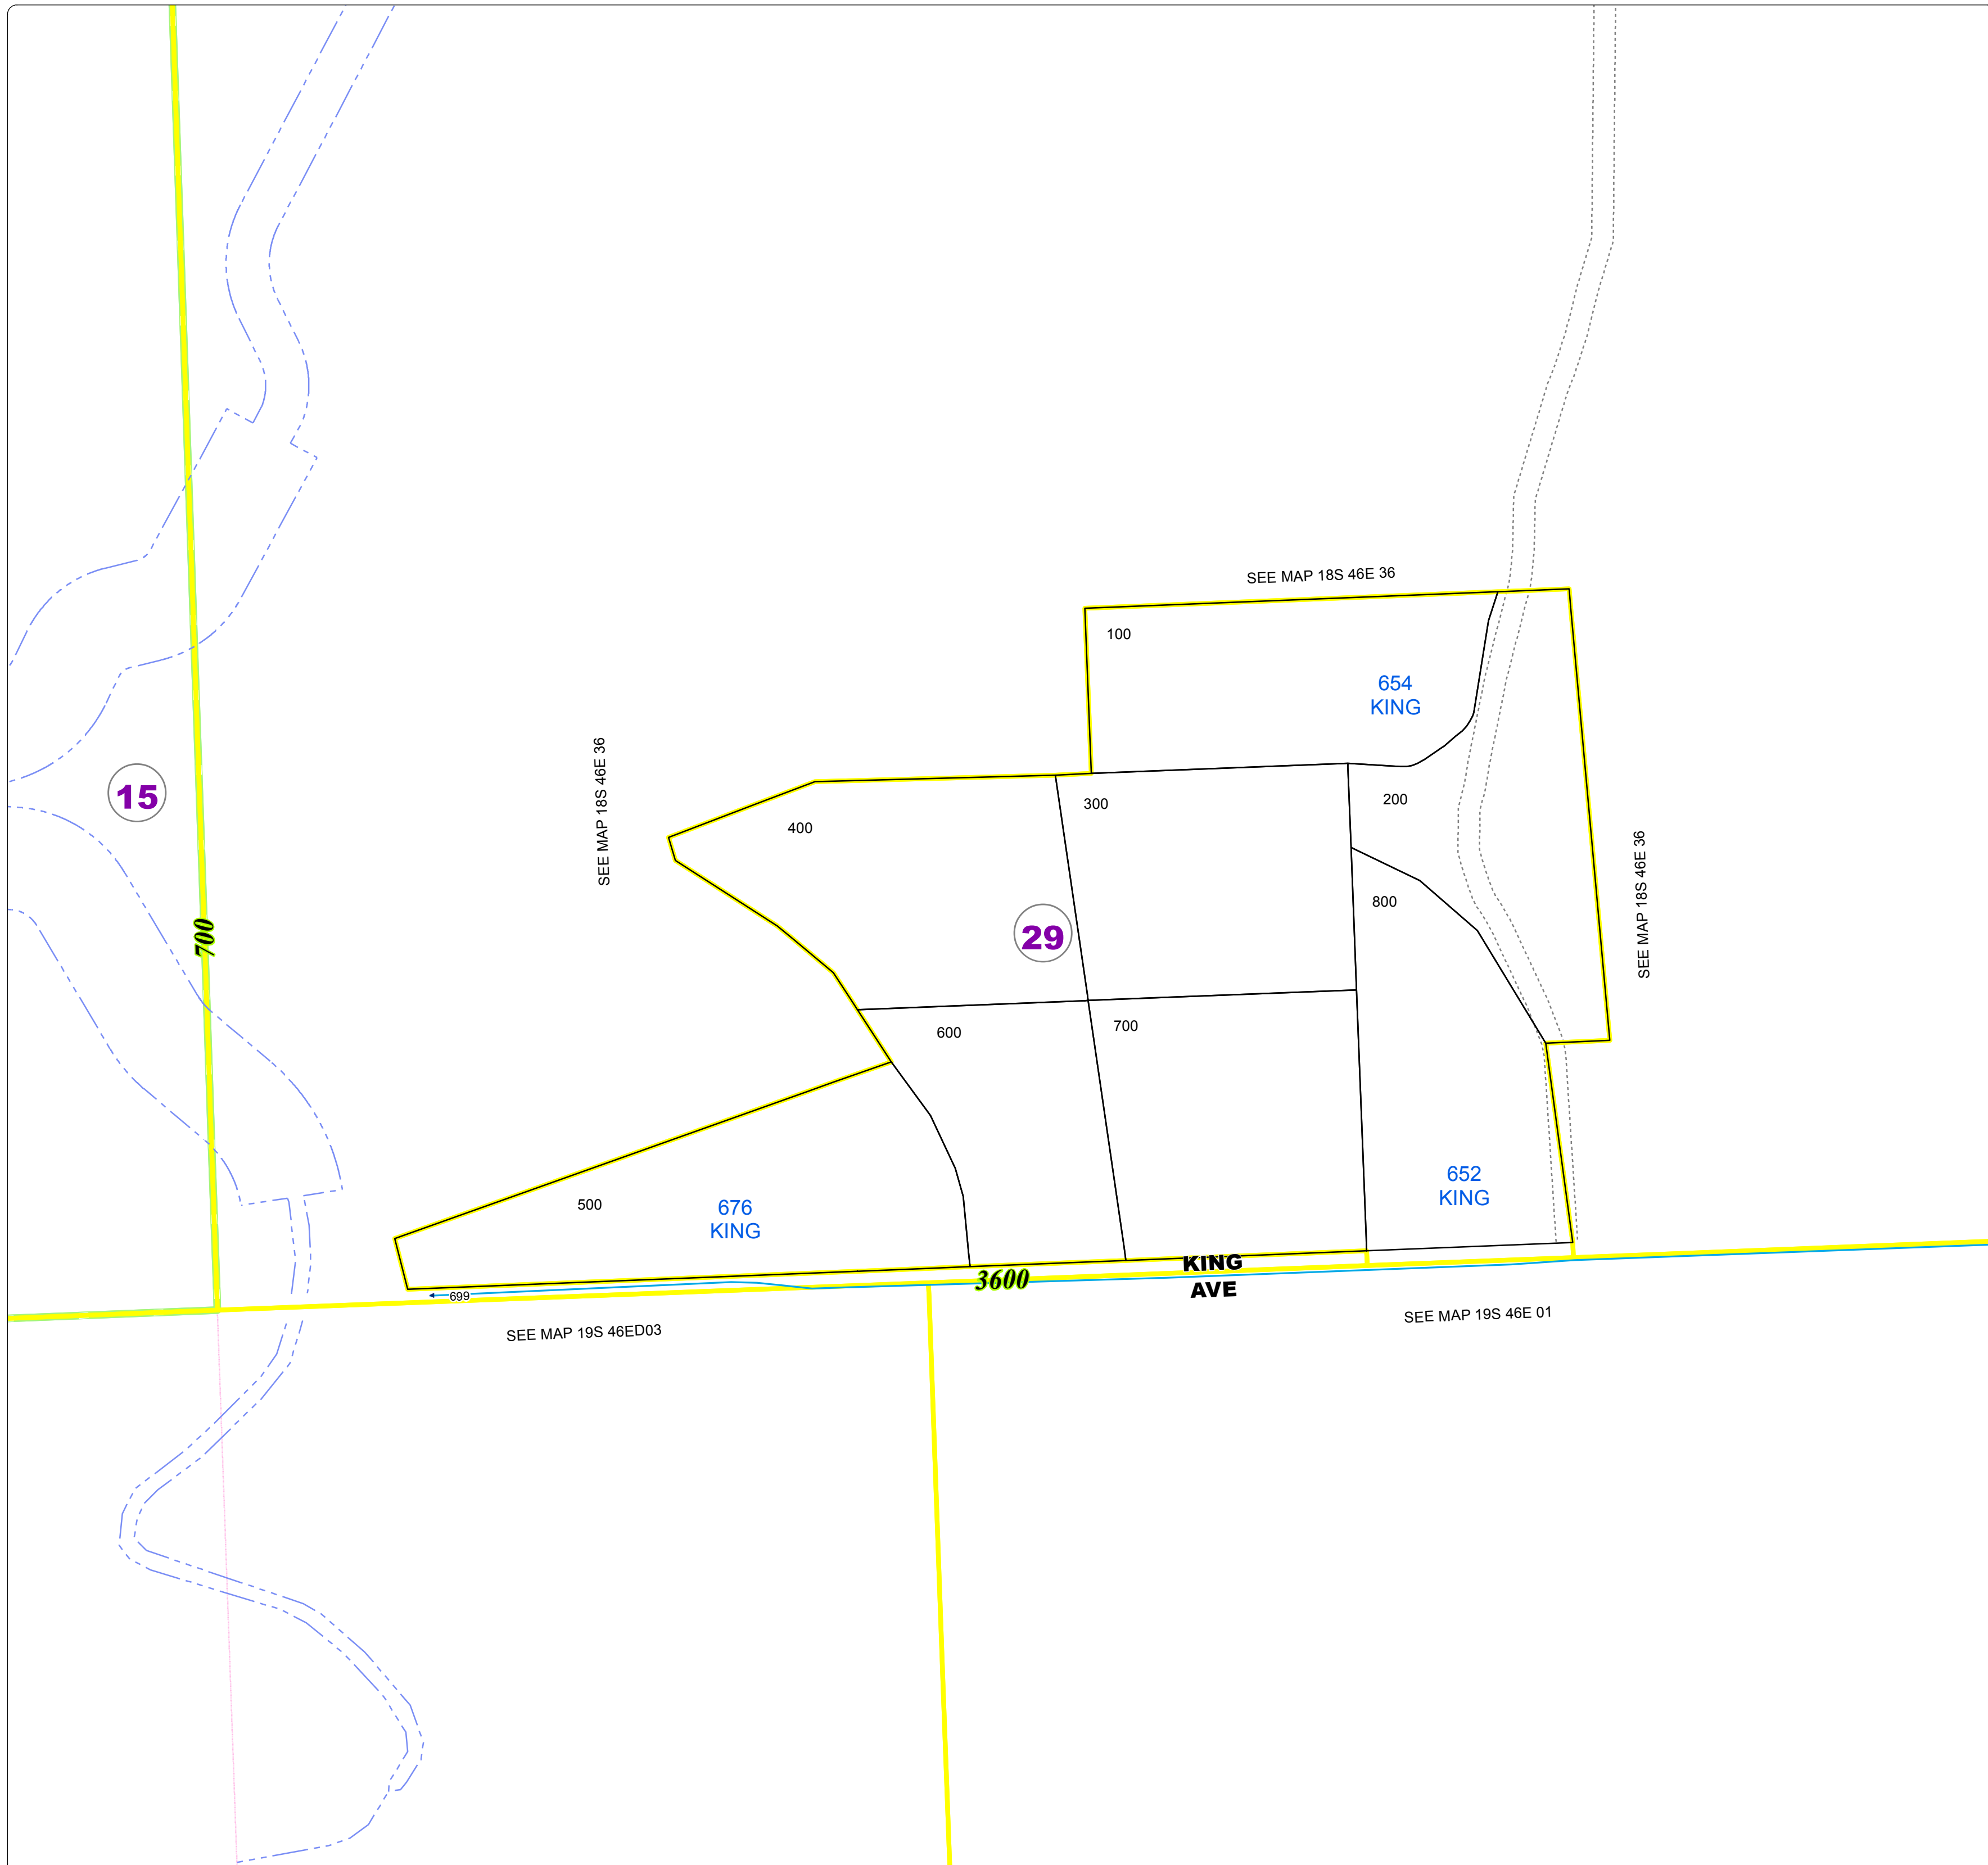 SEE MAP 18S 46E 36
100
654
KING
SEE MAP 18S 46E 36
15
300
200
400
SEE MAP 18S 46E 36
800
700
29
600
700
652
KING
500
676
KING
KING
3600
AVE
699
SEE MAP 19S 46E 01
SEE MAP 19S 46ED03